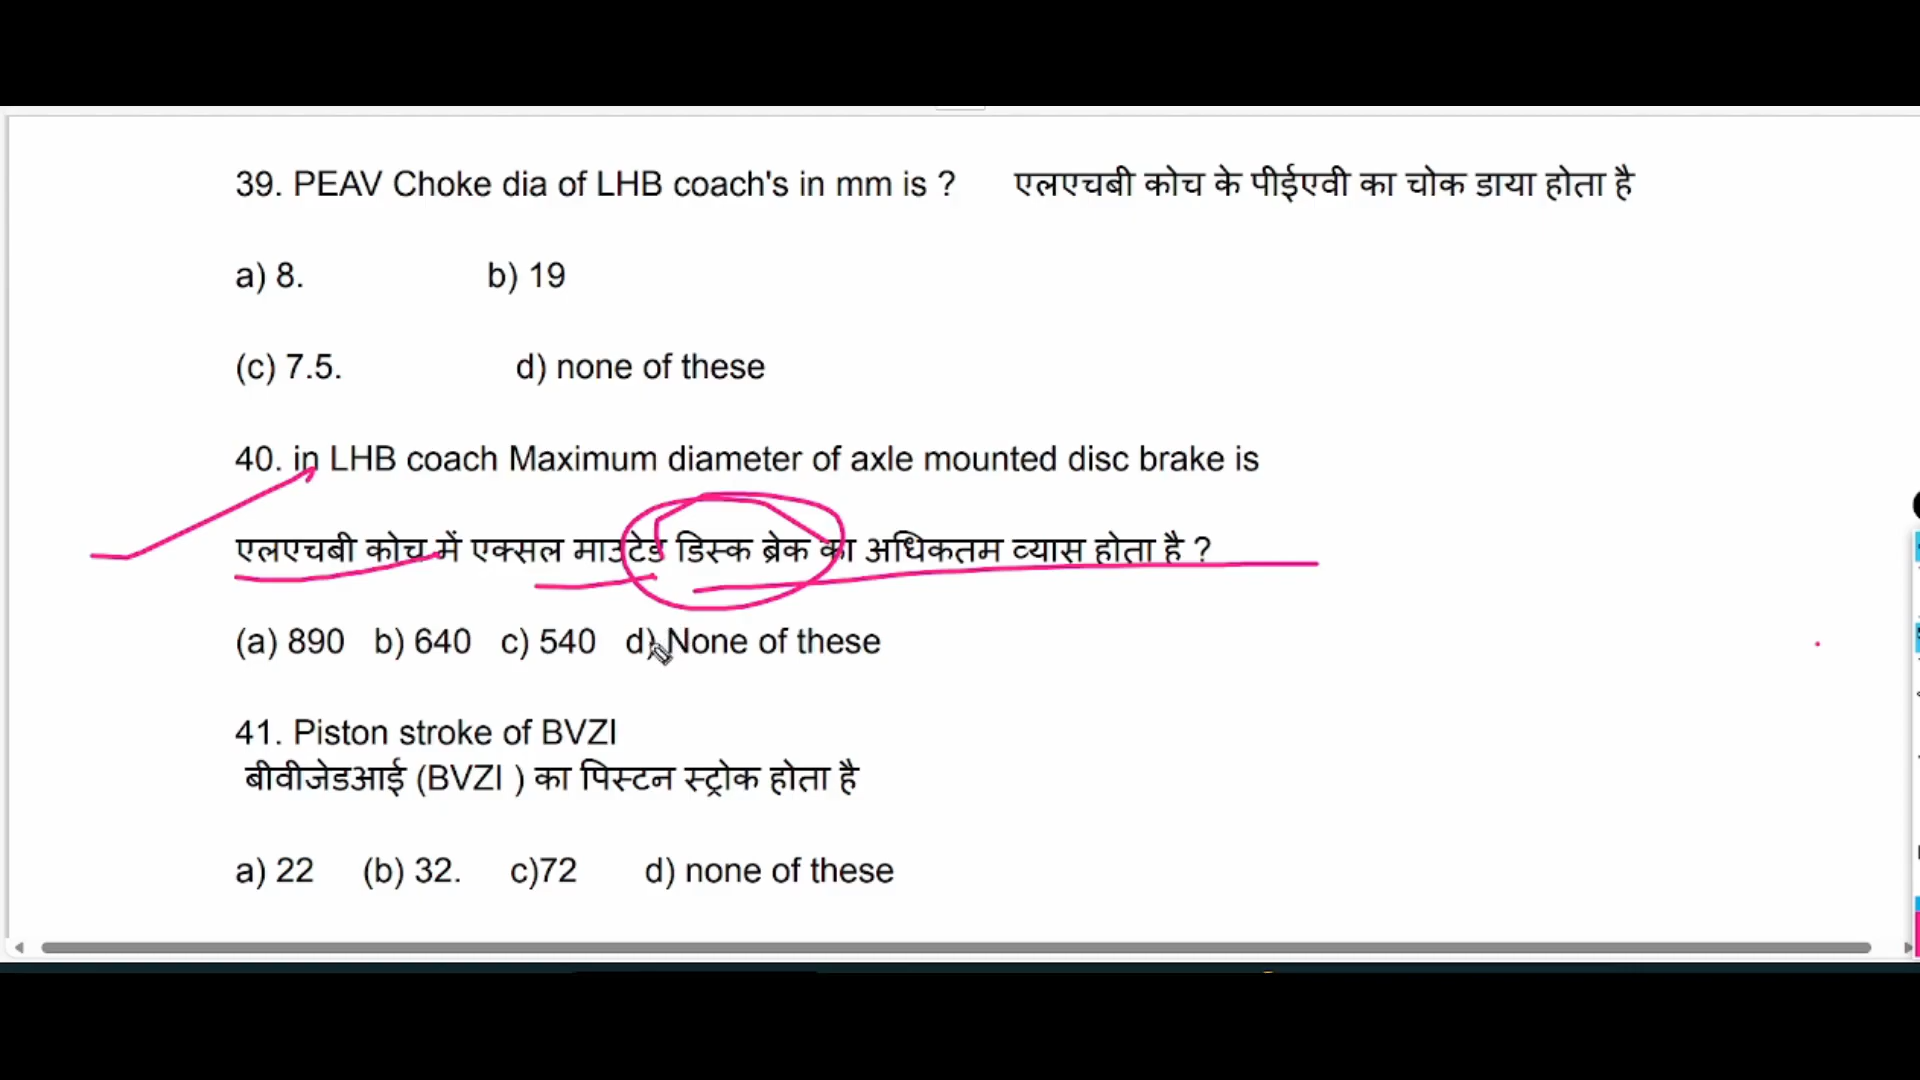 39. PEAV Choke dia of LHB coach's in mm is ? एलएचबी कोच के पीईएवी का चोक डाया होता है
a) 8. b) 19
(c) 7.5. d) none of these
40. in LHB coach Maximum diameter of axle mounted disc brake is
एलएचबी कोच में एक्सल माउटेड डिस्क ब्रेक का अधिकतम व्यास होता है ?
(a) 890 b) 640 c) 540 d) None of these
41. Piston stroke of BVZI
बीवीजेडआई (BVZI ) का पिस्टन स्ट्रोक होता है
a) 22 (b) 32. c)72 d) none of these